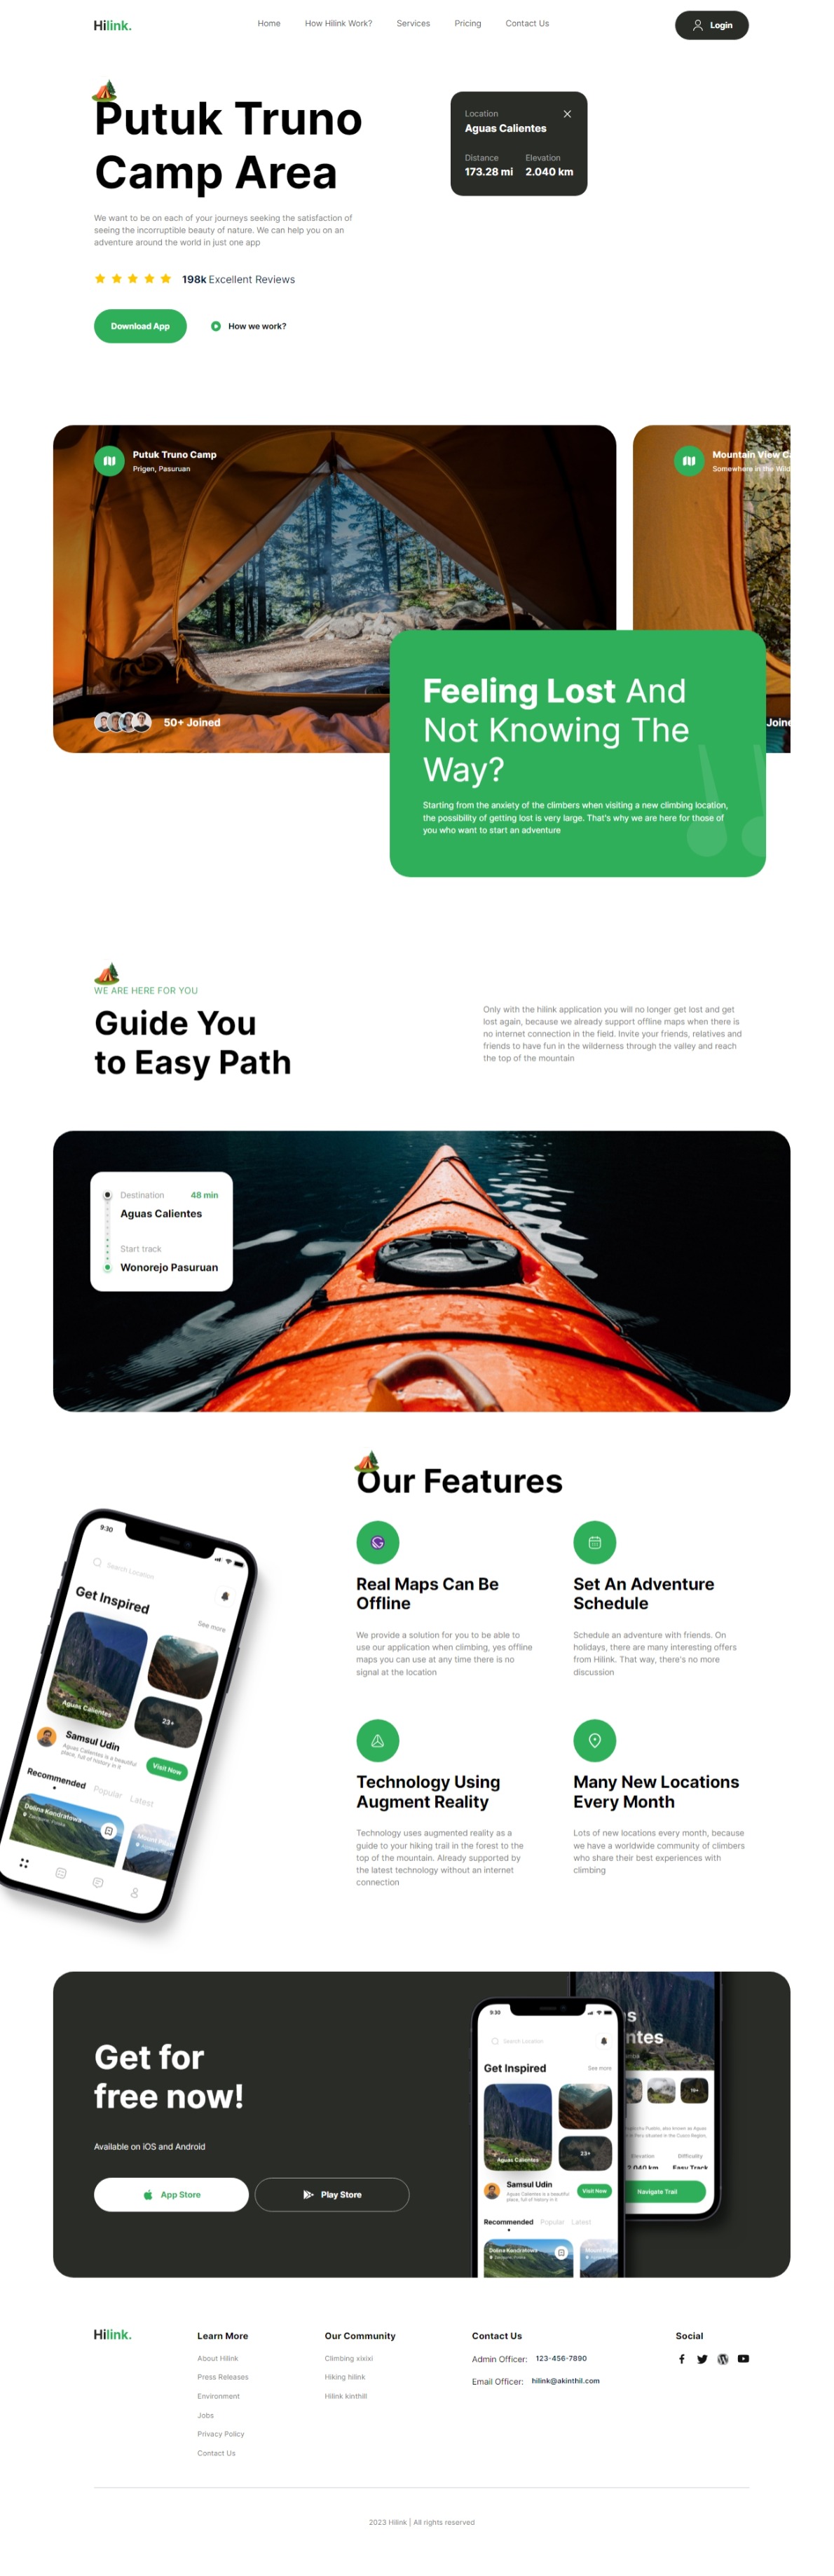 Hilink.
Home
How Hilink Work?
Services
Pricing
Contact Us
Login
Putuk Truno
Camp Area
We want to be on each of your journeys seeking the satisfaction of
seeing the incorruptible beauty of nature. We can help you on an
adventure around the world in just one app
198k Excellent Reviews
Download App
How we work?
Location
Aguas Calientes
Distance
Elevation
173.28 mi
2.040 km
Putuk Truno Camp
Prigen, Pasuruan
50+ Joined
Mountain View
Somewhere in the Wild
Feeling Lost And
Not Knowing The
Way?
Starting from the anxiety of the climbers when visiting a new climbing location,
the possibility of getting lost is very large. That's why we are here for those of
you who want to start an adventure
WE ARE HERE FOR YOU
Guide You
to Easy Path
Only with the hilink application you will no longer get lost and get
lost again, because we already support offline maps when there is
no internet connection in the field. Invite your friends, relatives and
friends to have fun in the wilderness through the valley and reach
the top of the mountain
Destination
48 min
Aguas Calientes
Start track
Wonorejo Pasuruan
9:30
Search Location
Get Inspired
See more
Aguas Calientes
23+
Samsul Udin
Aguas Calientes is a beautiful
place, full of history in it
Visit Now
Recommended
Popular
Latest
Dolina Kondratowa
Zakopane, Polska
Our Features
Real Maps Can Be
Offline
We provide a solution for you to be able to
use our application when climbing, yes offline
maps you can use at any time there is no
signal at the location
Set An Adventure
Schedule
Schedule an adventure with friends. On
holidays, there are many interesting offers
from Hilink. That way, there's no more
discussion
Technology Using
Augment Reality
Technology uses augmented reality as a
guide to your hiking trail in the forest to the
top of the mountain. Already supported by
the latest technology without an internet
connection
Many New Locations
Every Month
Lots of new locations every month, because
we have a worldwide community of climbers
who share their best experiences with
climbing
Get for
free now!
Available on iOS and Android
App Store
Play Store
9:30
Search Location
Get Inspired
See more
Aguas Calientes
23+
Samsul Udin
Aguas Calientes is a beautiful
place, full of history in it
Visit Now
Recommended
Popular
Latest
Dolina Kondratowa
Zakopane, Polska
10+
Elevation
Difficulty
2.040 km
Easy Track
Navigate Trail
Hilink.
Learn More
About Hilink
Press Releases
Environment
Jobs
Privacy Policy
Contact Us
Our Community
Climbing xixixi
Hiking hilink
Hilink kinthill
Contact Us
Admin Officer:
123-456-7890
Email Officer:
hilink@akinthil.com
Social
2023 Hilink | All rights reserved